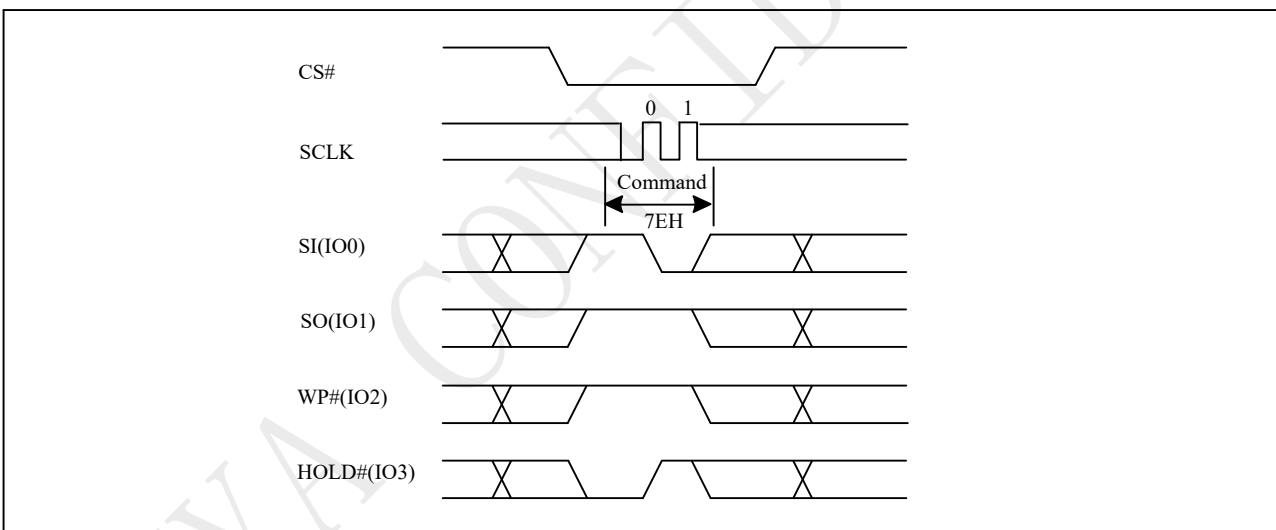 CS#
0 1
SCLK
Command
7EH
SI(IO0)
SO(IO1)
WP#(IO2)
HOLD#(IO3)